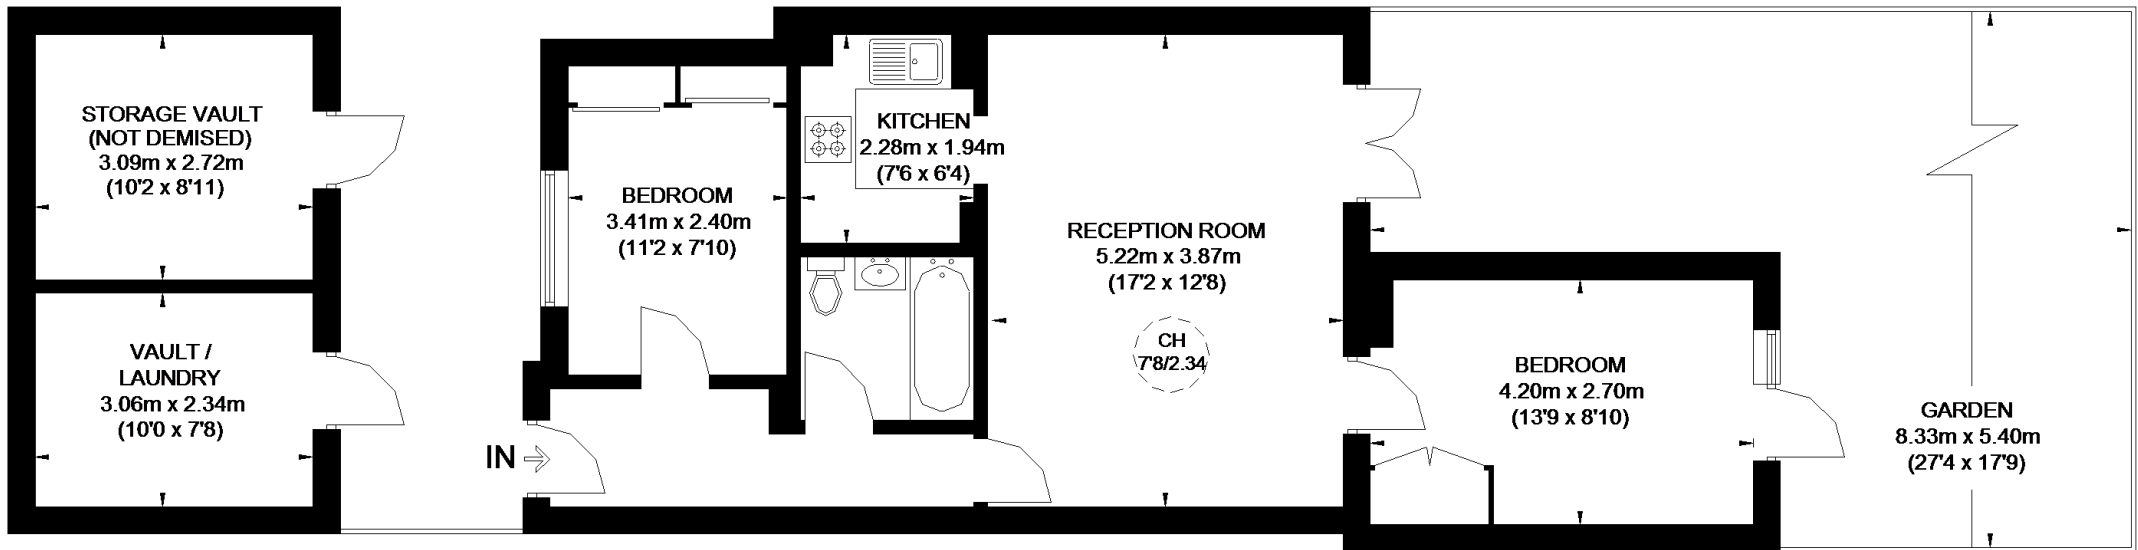 STORAGE VAULT
(NOT DEMISED)
3.09m x 2.72m
(10'2 x 8'11)
VAULT /
LAUNDRY
3.06m x 2.34m
(10'0 x 7'8)
IN
BEDROOM
3.41m x 2.40m
(11'2 x 7'10)
KITCHEN
2.28m x 1.94m
(7'6 x 6'4)
RECEPTION ROOM
5.22m x 3.87m
(17'2 x 12'8)
CH
7'8/2.34
BEDROOM
4.20m x 2.70m
(13'9 x 8'10)
GARDEN
8.33m x 5.40m
(27'4 x 17'9)